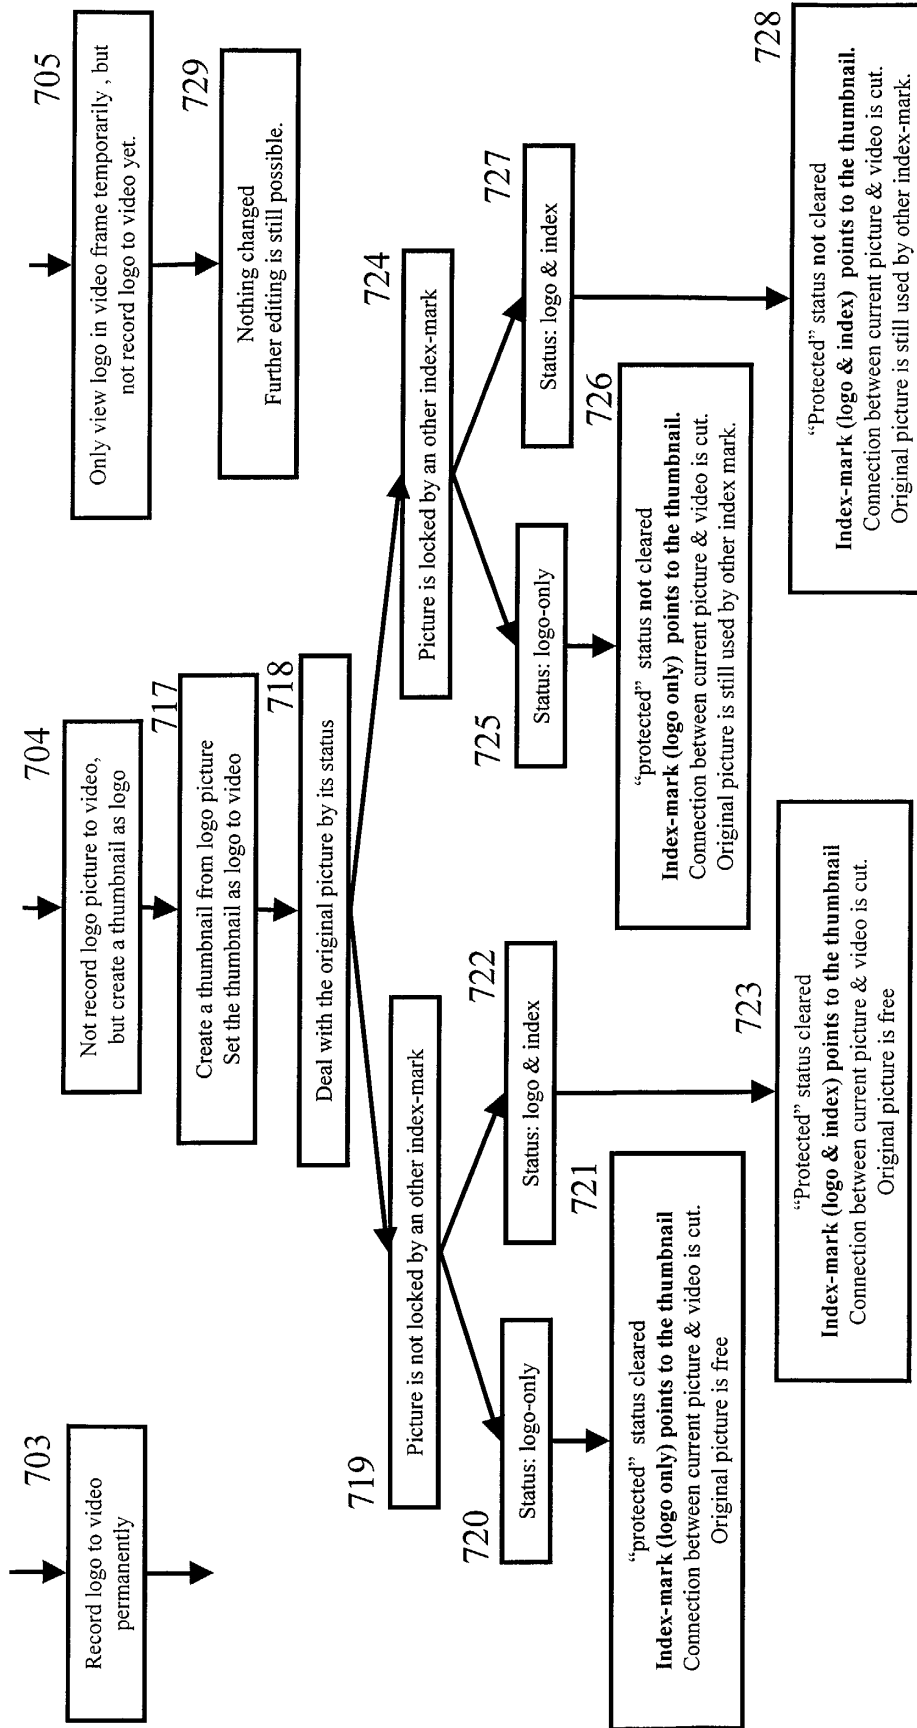 703
Record logo to video
permanently
704
Not record logo picture to video,
but create a thumbnail as logo
705
Only view logo in video frame temporarily , but
not record logo to video yet.
717
Create a thumbnail from logo picture
Set the thumbnail as logo to video
729
Nothing changed
Further editing is still possible.
718
Deal with the original picture by its status
719
Picture is not locked by an other index-mark
724
Picture is locked by an other index-mark
720
Status: logo-only
722
Status: logo & index
725
Status: logo-only
727
Status: logo & index
721
“protected” status cleared
Index-mark (logo only) points to the thumbnail
Connection between current picture & video is cut.
Original picture is free
726
“protected” status not cleared
Index-mark (logo only) points to the thumbnail.
Connection between current picture & video is cut.
Original picture is still used by other index mark.
723
“Protected” status cleared
Index-mark (logo & index) points to the thumbnail
Connection between current picture & video is cut.
Original picture is free
728
“Protected” status not cleared
Index-mark (logo & index) points to the thumbnail.
Connection between current picture & video is cut.
Original picture is still used by other index-mark.